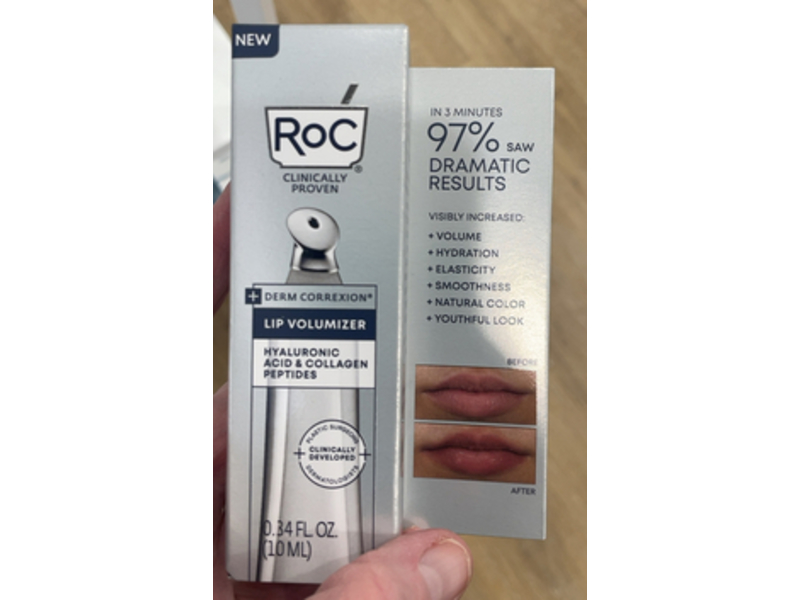 NEW
RoC®
CLINICALLY
PROVEN
+ DERM CORREXION®
LIP VOLUMIZER
HYALURONIC
ACID & COLLAGEN
PEPTIDES
PLASTIC SURGEONS
+ CLINICALLY +
DEVELOPED
DERMATOLOGISTS
0.34 FL. OZ.
(10 ML)
IN 3 MINUTES
97% SAW
DRAMATIC
RESULTS
VISIBLY INCREASED:
+ VOLUME
+ HYDRATION
+ ELASTICITY
+ SMOOTHNESS
+ NATURAL COLOR
+ YOUTHFUL LOOK
BEFORE
AFTER